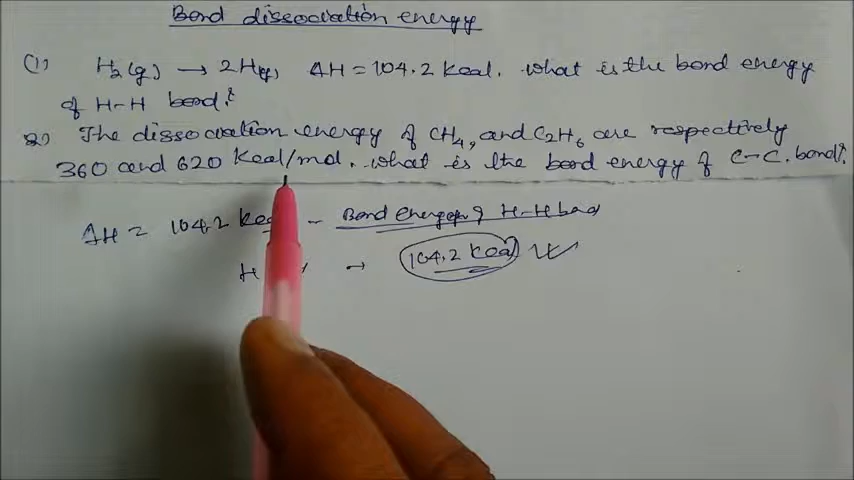 Bond dissociation energy
(1) H2(g) → 2H(g), ΔH = 104.2 Kcal. what is the bond energy
of H-H bond?
2) The dissociation energy of CH4, and C2H6 are respectively
360 and 620 Kcal/mol. what is the bond energy of C-C. bond?
ΔH = 104.2 - Bond energy of H-H bond
H → 104.2 Kcal